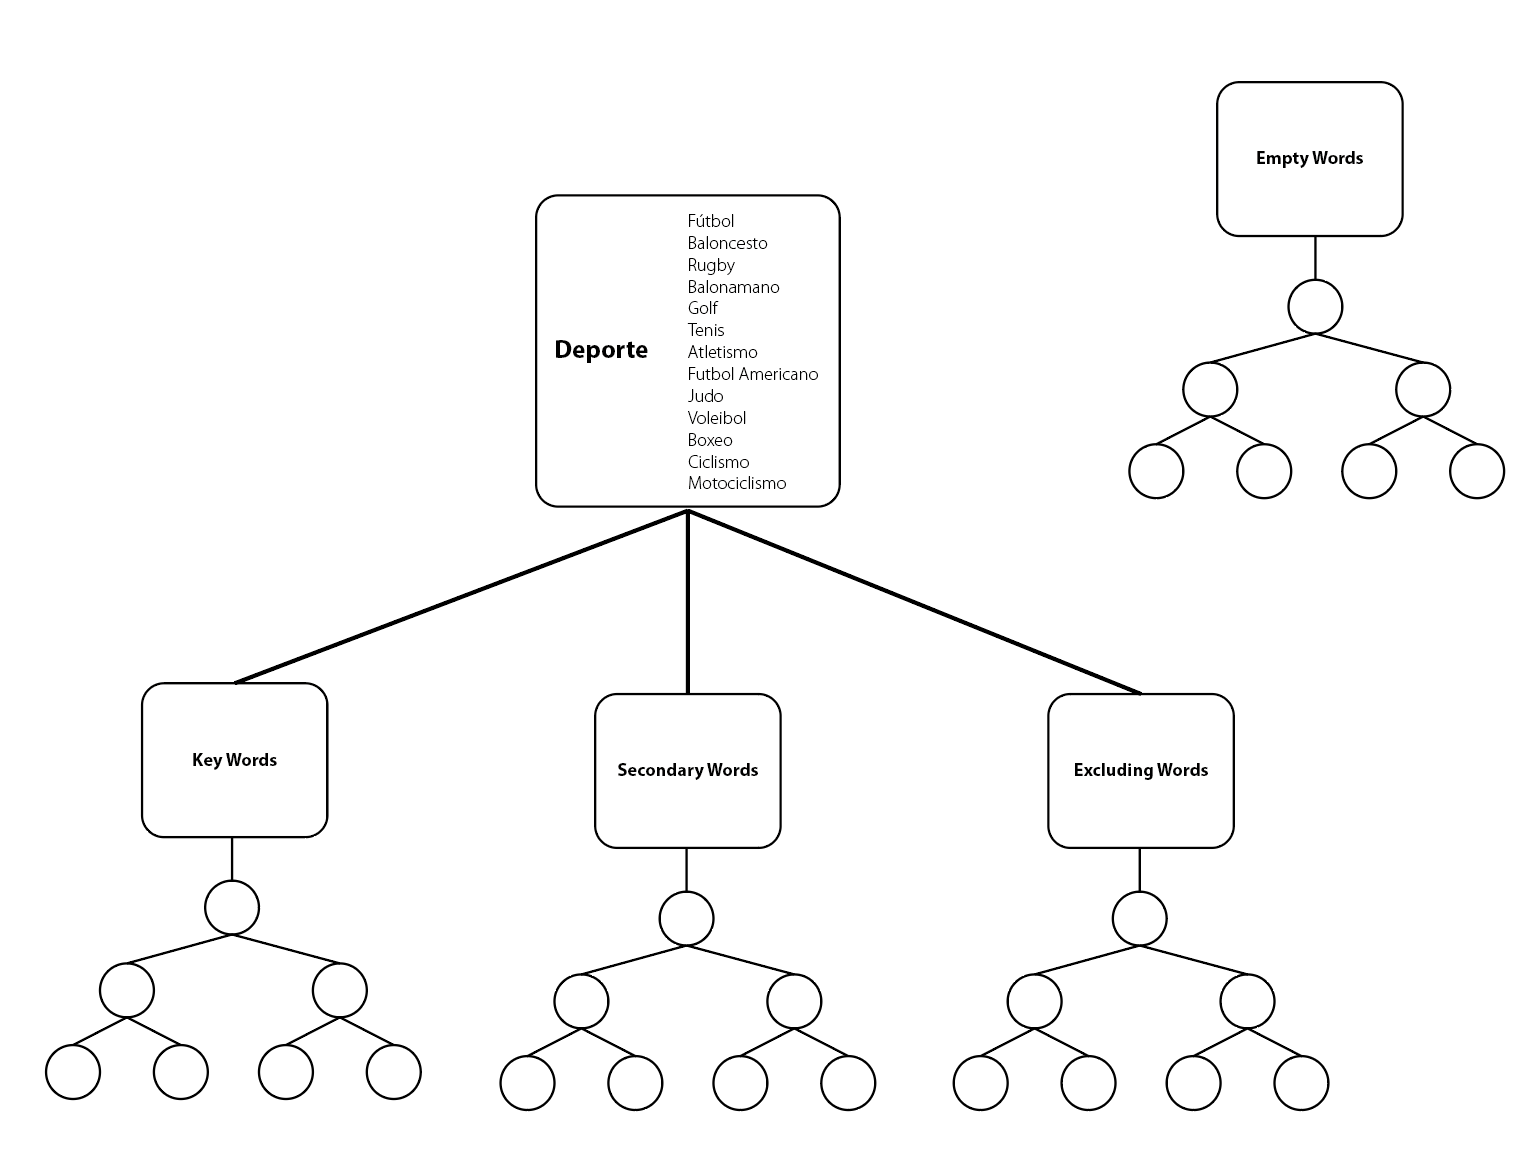 Empty Words
Deporte
Fútbol
Baloncesto
Rugby
Balonamano
Golf
Tenis
Atletismo
Futbol Americano
Judo
Voleibol
Boxeo
Ciclismo
Motociclismo
Key Words
Secondary Words
Excluding Words